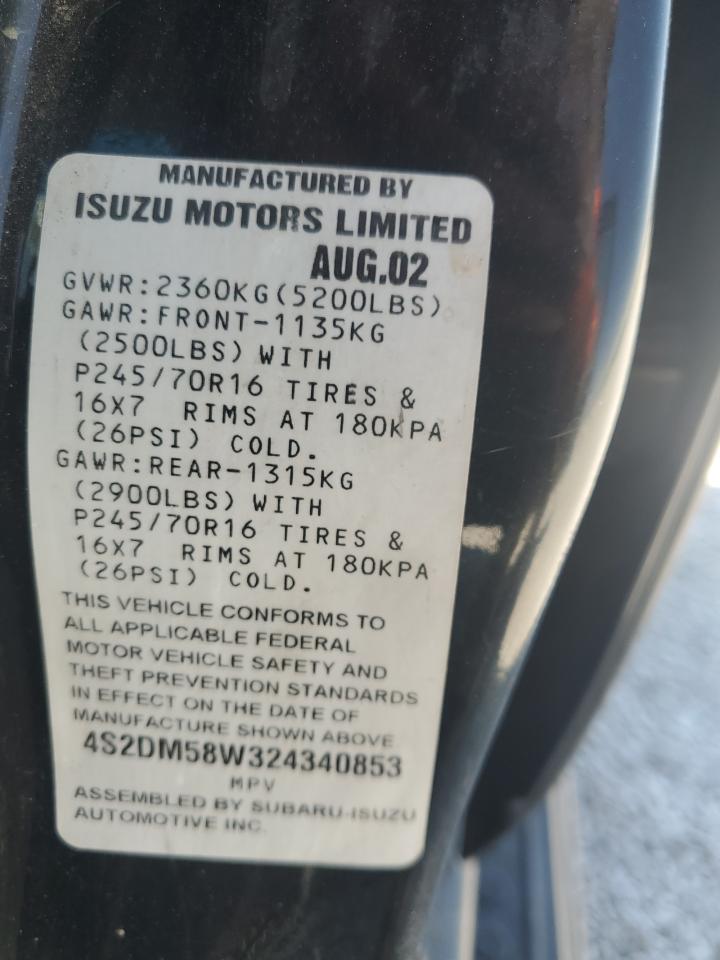 MANUFACTURED BY
ISUZU MOTORS LIMITED
AUG.02
GVWR:2360KG(5200LBS)
GAWR:FRONT-1135KG
(2500LBS) WITH
P245/70R16 TIRES &
16X7 RIMS AT 180KPA
(26PSI) COLD.
GAWR:REAR-1315KG
(2900LBS) WITH
P245/70R16 TIRES &
16X7 RIMS AT 180KPA
(26PSI) COLD.
THIS VEHICLE CONFORMS TO
ALL APPLICABLE FEDERAL
MOTOR VEHICLE SAFETY AND
THEFT PREVENTION STANDARDS
IN EFFECT ON THE DATE OF
MANUFACTURE SHOWN ABOVE
4S2DM58W324340853
MPV
ASSEMBLED BY SUBARU-ISUZU
AUTOMOTIVE INC.